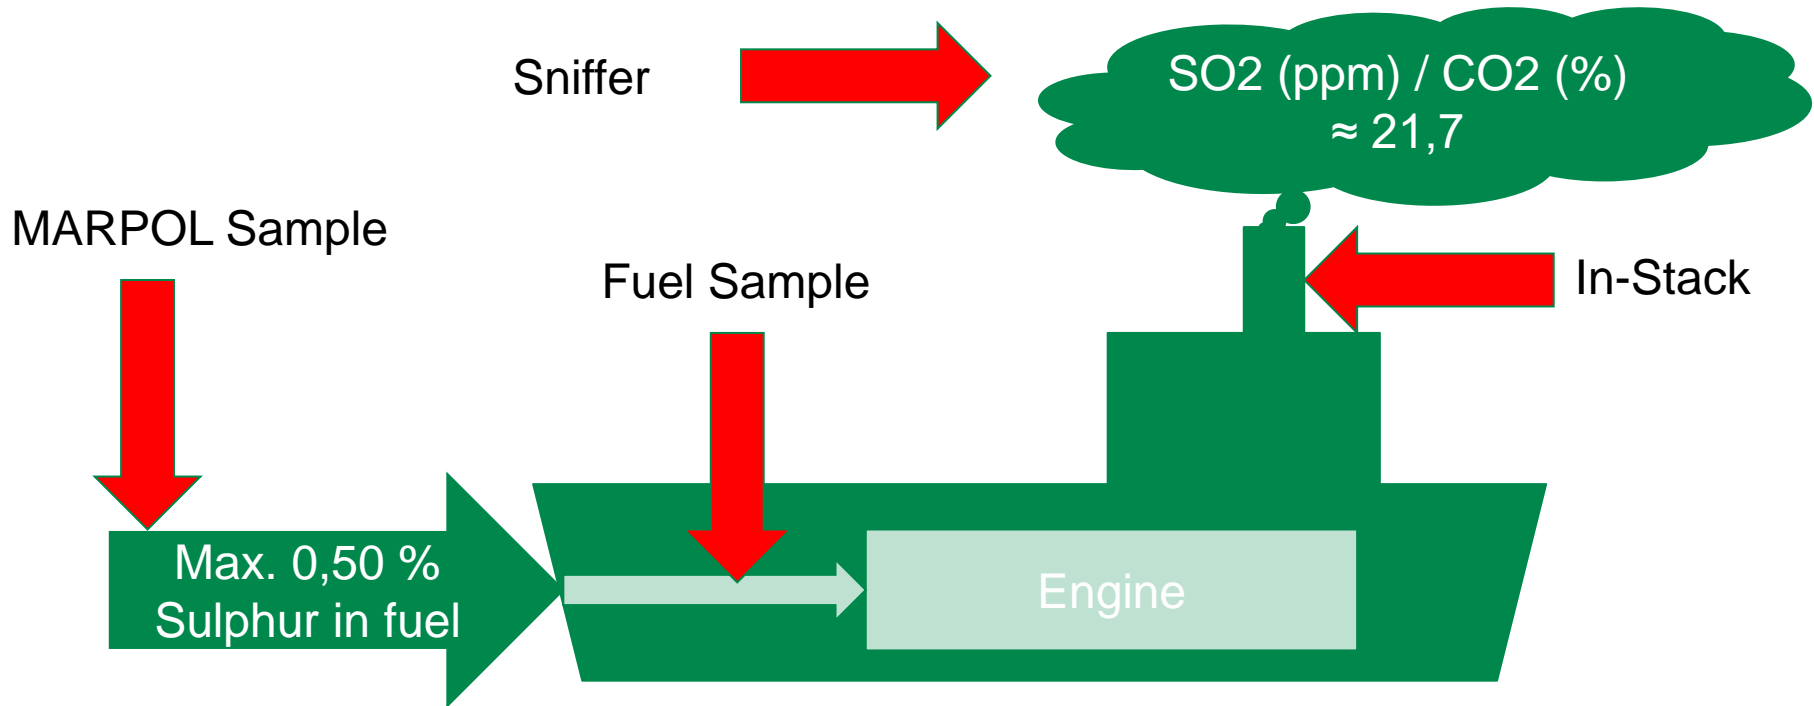 Sniffer
SO2 (ppm) / CO2 (%)
≈ 21,7
MARPOL Sample
Fuel Sample
In-Stack
Max. 0,50 %
Sulphur in fuel
Engine